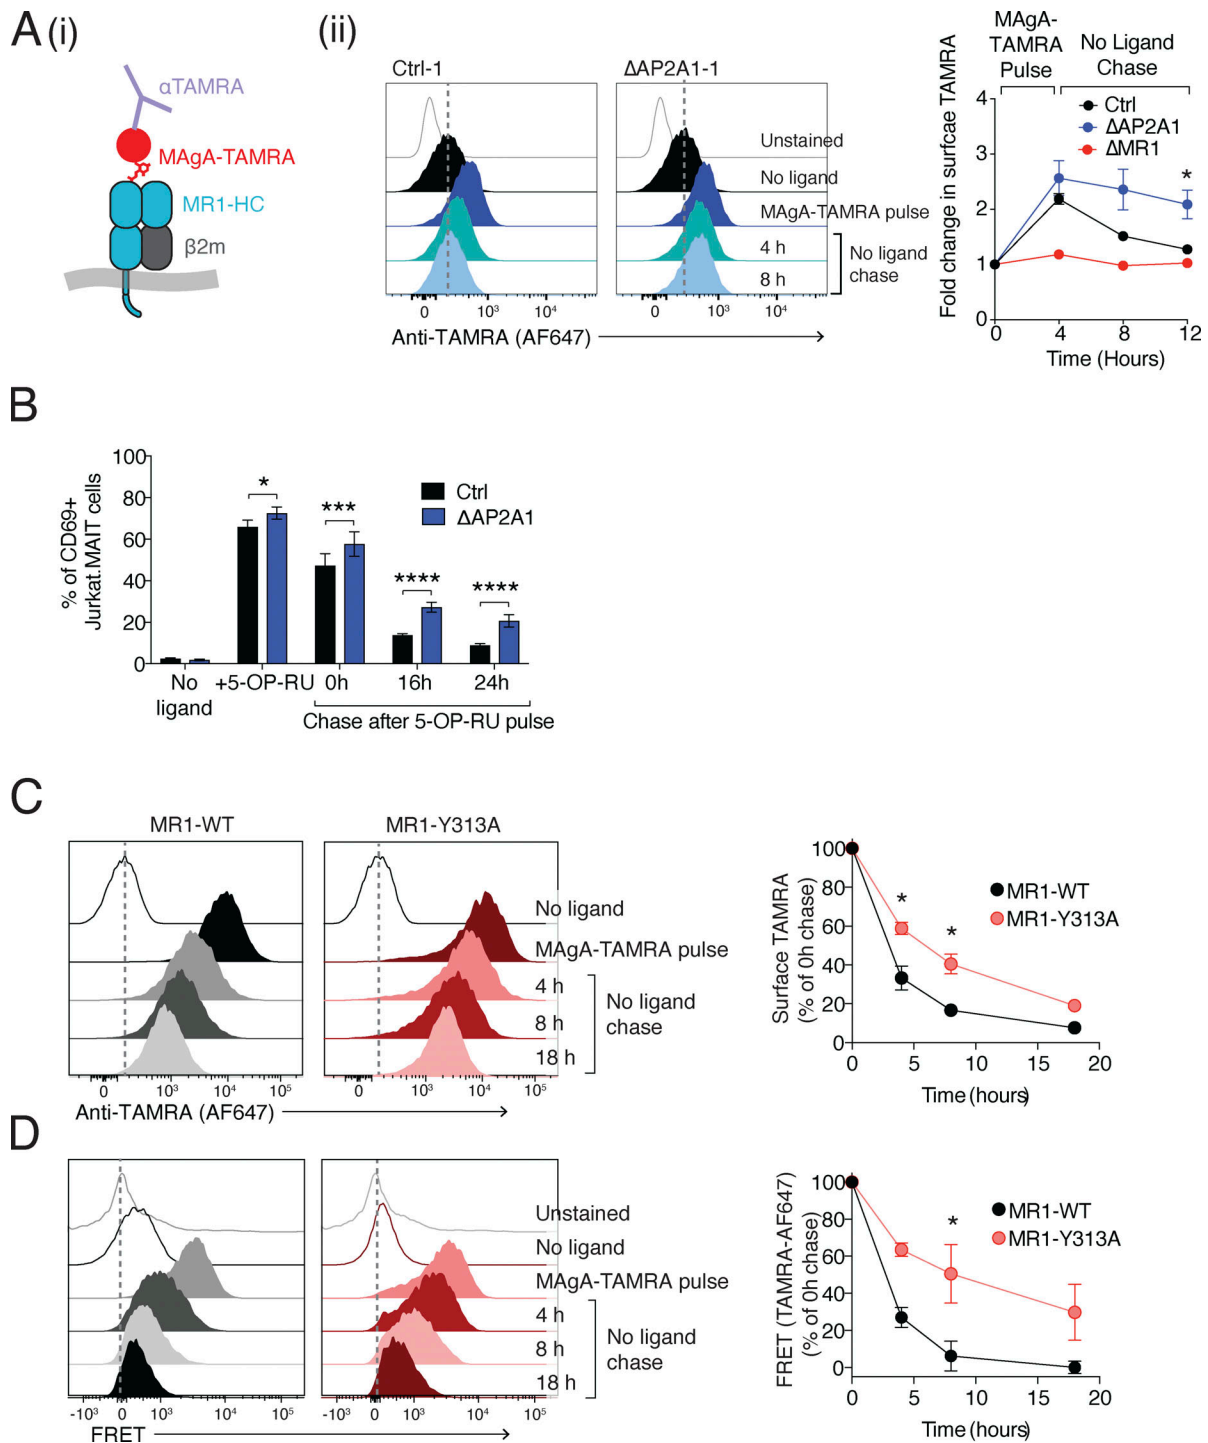 A (i)
αTAMRA
MAgA-TAMRA
MR1-HC
β2m
(ii)
Ctrl-1
ΔAP2A1-1
Unstained
No ligand
MAgA-TAMRA pulse
4 h
8 h
No ligand
chase
0 10³ 10⁴
0 10³ 10⁴
Anti-TAMRA (AF647)
MAgA-
TAMRA
Pulse
No Ligand
Chase
Fold change in surfcae TAMRA
4
3
2
1
0
Ctrl
ΔAP2A1
ΔMR1
*
0 4 8 12
Time (Hours)
B
% of CD69+
Jurkat.MAIT cells
100
80
60
40
20
0
* *** **** ****
Ctrl
ΔAP2A1
No
ligand
+5-OP-RU 0h 16h 24h
Chase after 5-OP-RU pulse
C
MR1-WT
MR1-Y313A
No ligand
MAgA-TAMRA pulse
4 h
8 h
18 h
No ligand
chase
0 10³ 10⁴ 10⁵
0 10³ 10⁴ 10⁵
Anti-TAMRA (AF647)
Surface TAMRA
(% of 0h chase)
100
80
60
40
20
0
* *
MR1-WT
MR1-Y313A
0 5 10 15 20
Time (hours)
D
Unstained
No ligand
MAgA-TAMRA pulse
4 h
8 h
18 h
No ligand
chase
-10³ 0 10³ 10⁴ 10⁵
-10³ 0 10³ 10⁴ 10⁵
FRET
FRET (TAMRA-AF647)
(% of 0h chase)
100
80
60
40
20
0
*
MR1-WT
MR1-Y313A
0 5 10 15 20
Time (hours)